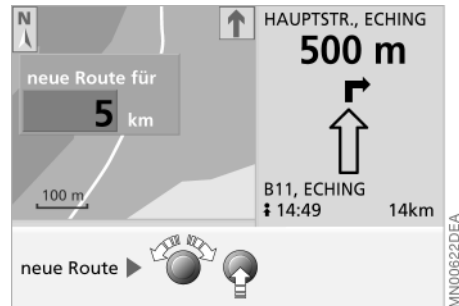 N
neue Route für
5 km
100 m
HAUPTSTR., ECHING
500 m
B11, ECHING
14:49 14km
neue Route
MN00622DEA